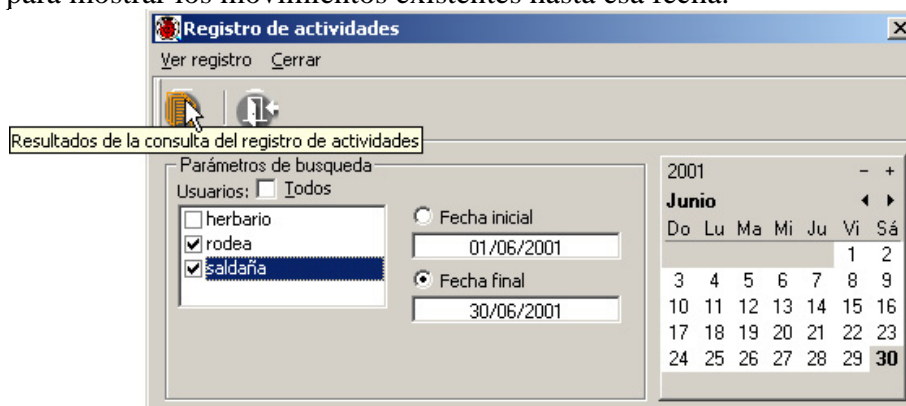 para mostrar los movimientos existentes hasta esa fecha.
Registro de actividades
Ver registro Cerrar
Resultados de la consulta del registro de actividades
Parámetros de busqueda
Usuarios: Todos
herbario
rodea
saldaña
Fecha inicial
01/06/2001
Fecha final
30/06/2001
2001 - +
Junio
Do Lu Ma Mi Ju Vi Sá
1 2
3 4 5 6 7 8 9
10 11 12 13 14 15 16
17 18 19 20 21 22 23
24 25 26 27 28 29 30